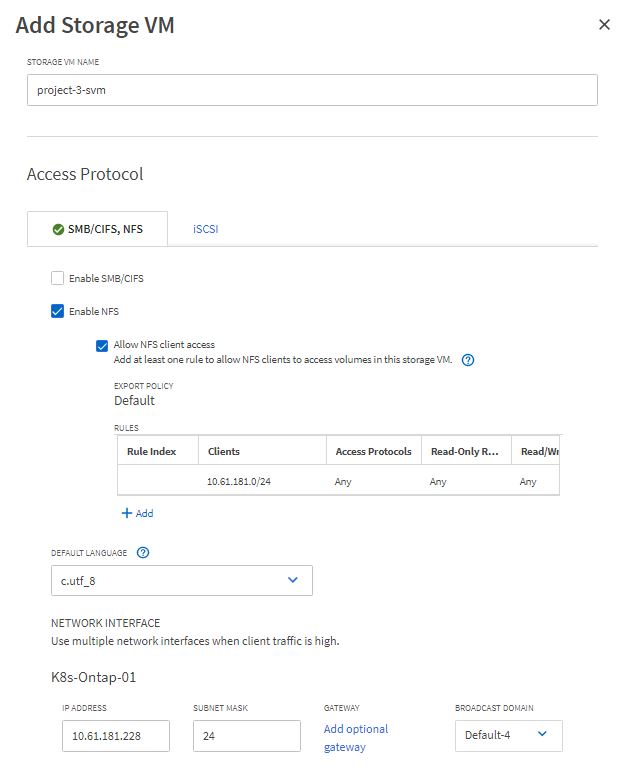 Add Storage VM
STORAGE VM NAME
project-3-svm
Access Protocol
SMB/CIFS, NFS iSCSI
Enable SMB/CIFS
Enable NFS
Allow NFS client access
Add at least one rule to allow NFS clients to access volumes in this storage VM.
EXPORT POLICY
Default
RULES
Rule Index Clients Access Protocols Read-Only R... Read/Wr
10.61.181.0/24 Any Any Any
+ Add
DEFAULT LANGUAGE
c.utf_8
NETWORK INTERFACE
Use multiple network interfaces when client traffic is high.
K8s-Ontap-01
IP ADDRESS SUBNET MASK GATEWAY BROADCAST DOMAIN
10.61.181.228 24 Add optional gateway Default-4